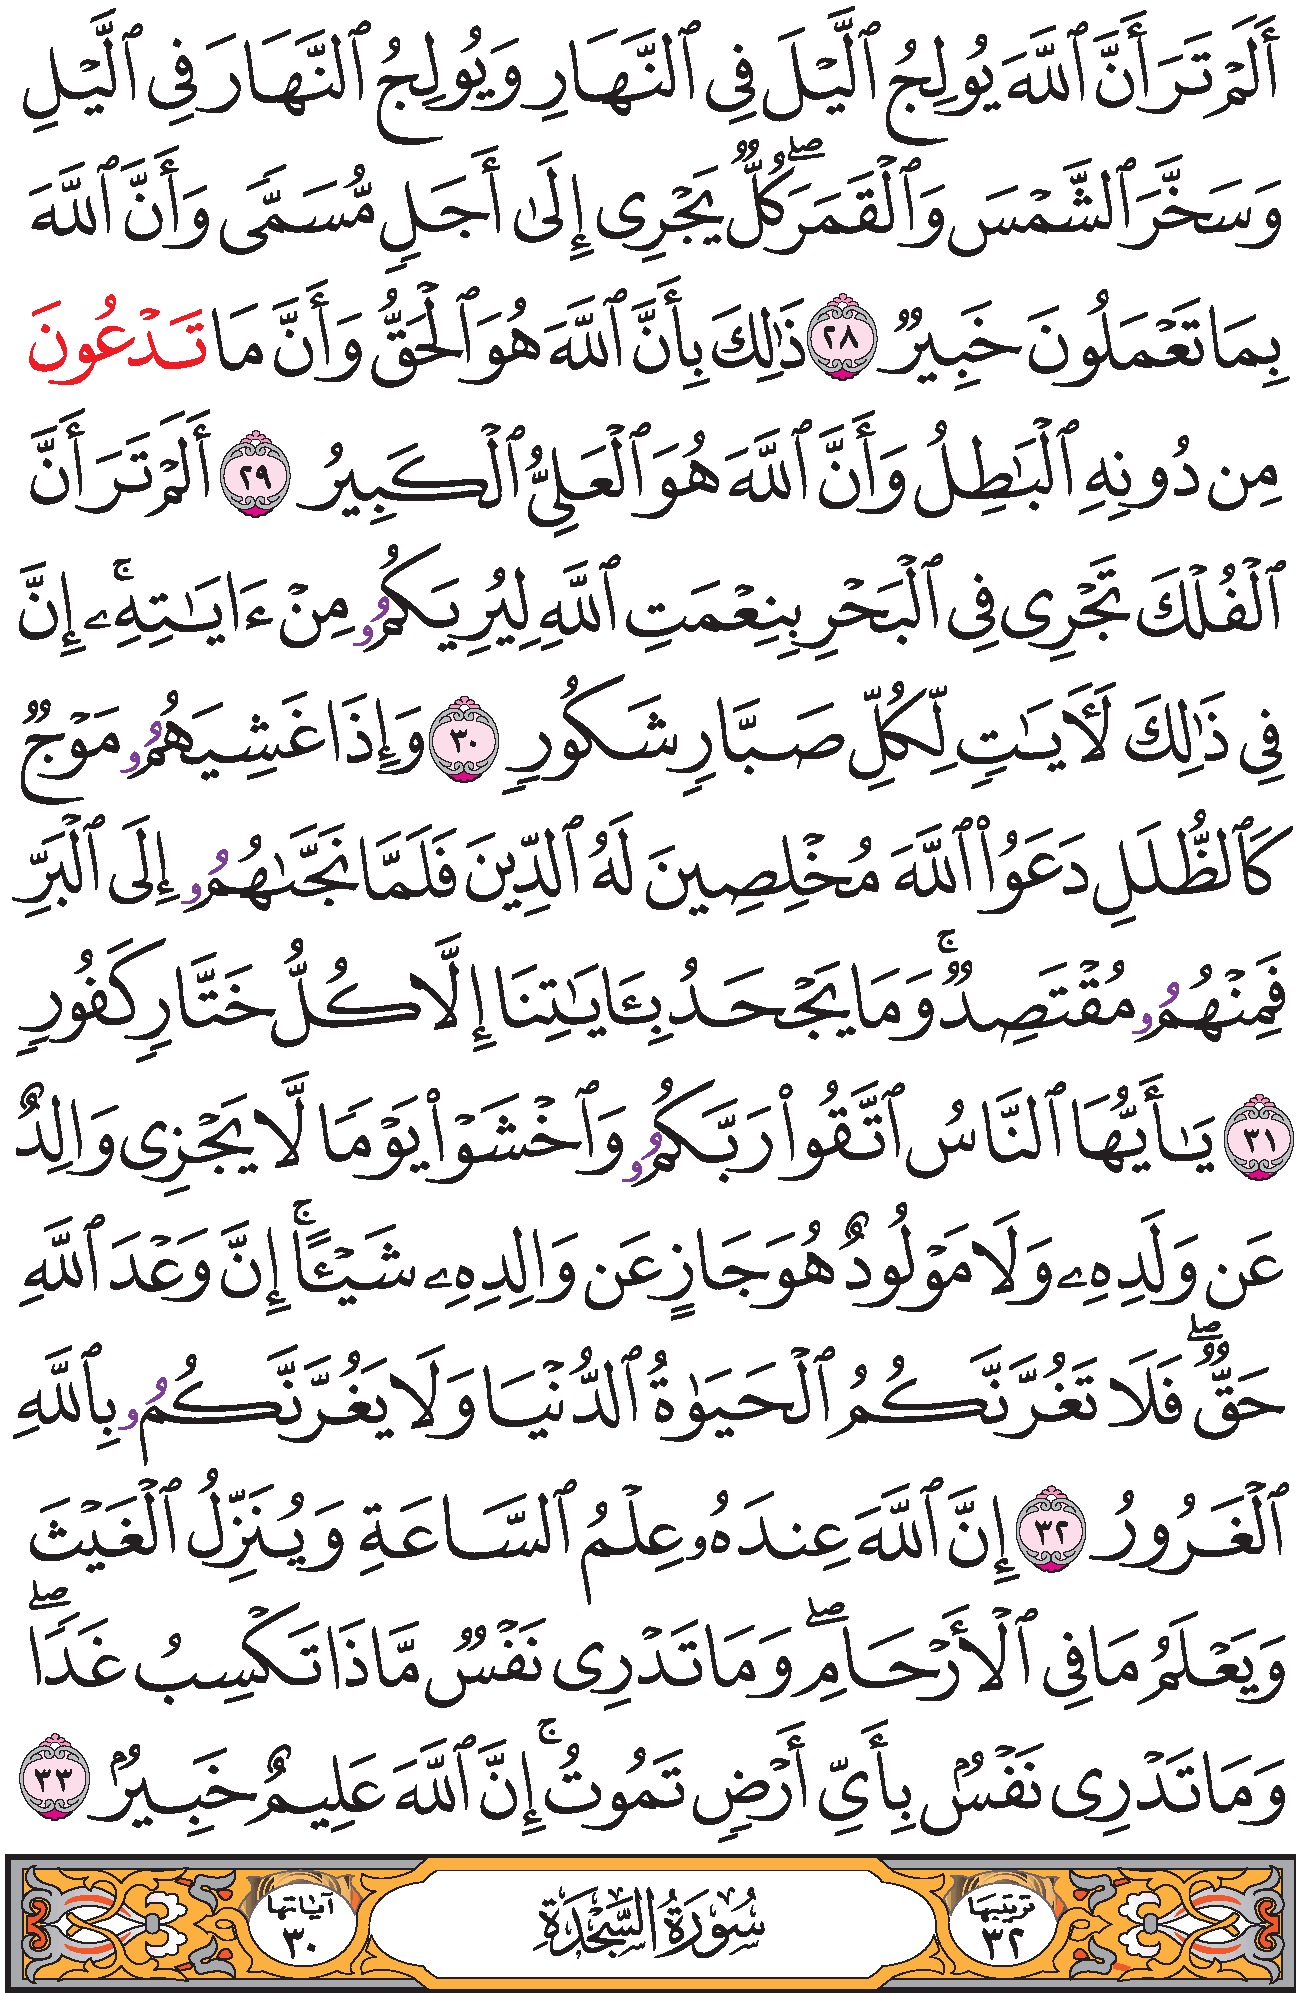 أَلَمْ تَرَ أَنَّ ٱللَّهَ يُولِجُ ٱلَّيْلَ فِى ٱلنَّهَارِ وَيُولِجُ ٱلنَّهَارَ فِى ٱلَّيْلِ
وَسَخَّرَ ٱلشَّمْسَ وَٱلْقَمَرَۖ كُلٌّ يَجْرِى إِلَىٰ أَجَلٍ مُّسَمًّى وَأَنَّ ٱللَّهَ
بِمَا تَعْمَلُونَ خَبِيرٌ ٢٨ ذَٰلِكَ بِأَنَّ ٱللَّهَ هُوَ ٱلْحَقُّ وَأَنَّ مَا تَدْعُونَ
مِن دُونِهِ ٱلْبَٰطِلُ وَأَنَّ ٱللَّهَ هُوَ ٱلْعَلِىُّ ٱلْكَبِيرُ ٢٩ أَلَمْ تَرَ أَنَّ
ٱلْفُلْكَ تَجْرِى فِى ٱلْبَحْرِ بِنِعْمَتِ ٱللَّهِ لِيُرِيَكُمُۥ مِنْ ءَايَٰتِهِۦۚ إِنَّ
فِى ذَٰلِكَ لَأٓيَٰتٍ لِّكُلِّ صَبَّارٍ شَكُورٍ ٣٠ وَإِذَا غَشِيَهُمُۥ مَوْجٌ
كَٱلظُّلَلِ دَعَوُا۟ ٱللَّهَ مُخْلِصِينَ لَهُ ٱلدِّينَ فَلَمَّا نَجَّىٰهُمُۥ إِلَى ٱلْبَرِّ
فَمِنْهُمُۥ مُقْتَصِدٌۚ وَمَا يَجْحَدُ بِـَٔايَٰتِنَا إِلَّا كُلُّ خَتَّارٍ كَفُورٍ
٣١ يَٰٓأَيُّهَا ٱلنَّاسُ ٱتَّقُوا۟ رَبَّكُمُۥ وَٱخْشَوْا۟ يَوْمًا لَّا يَجْزِى وَالِدٌ
عَن وَلَدِهِۦ وَلَا مَوْلُودٌ هُوَ جَازٍ عَن وَالِدِهِۦ شَيْـًٔاۚ إِنَّ وَعْدَ ٱللَّهِ
حَقٌّۖ فَلَا تَغُرَّنَّكُمُ ٱلْحَيَوٰةُ ٱلدُّنْيَا وَلَا يَغُرَّنَّكُمُۥ بِٱللَّهِ
ٱلْغَرُورُ ٣٢ إِنَّ ٱللَّهَ عِندَهُۥ عِلْمُ ٱلسَّاعَةِ وَيُنَزِّلُ ٱلْغَيْثَ
وَيَعْلَمُ مَا فِى ٱلْأَرْحَامِۖ وَمَا تَدْرِى نَفْسٌ مَّاذَا تَكْسِبُ غَدًاۖ
وَمَا تَدْرِى نَفْسٌۢ بِأَىِّ أَرْضٍ تَمُوتُۚ إِنَّ ٱللَّهَ عَلِيمٌ خَبِيرٌۢ ٣٣
ترتيبها ٣٢ سُورَةُ السَّجْدَةِ آياتها ٣٠